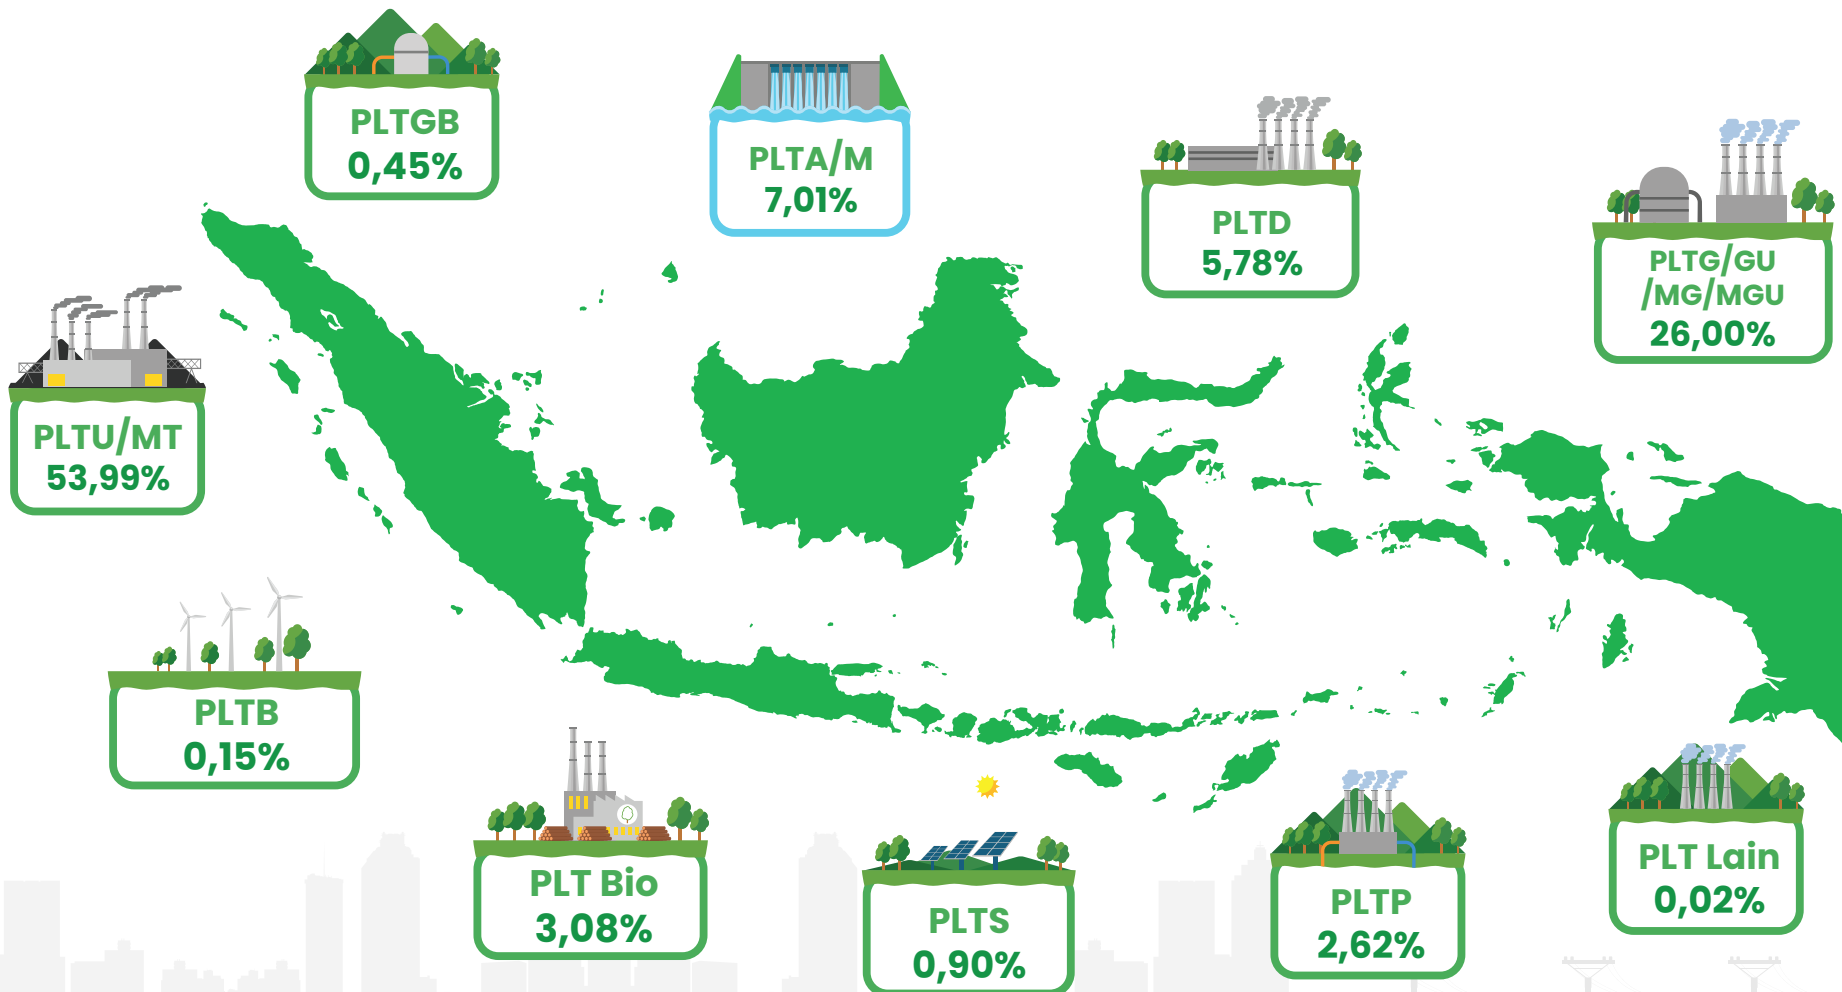 PLTGB
0,45%
PLTA/M
7,01%
PLTD
5,78%
PLTG/GU
/MG/MGU
26,00%
PLTU/MT
53,99%
PLTB
0,15%
PLT Bio
3,08%
PLTS
0,90%
PLTP
2,62%
PLT Lain
0,02%